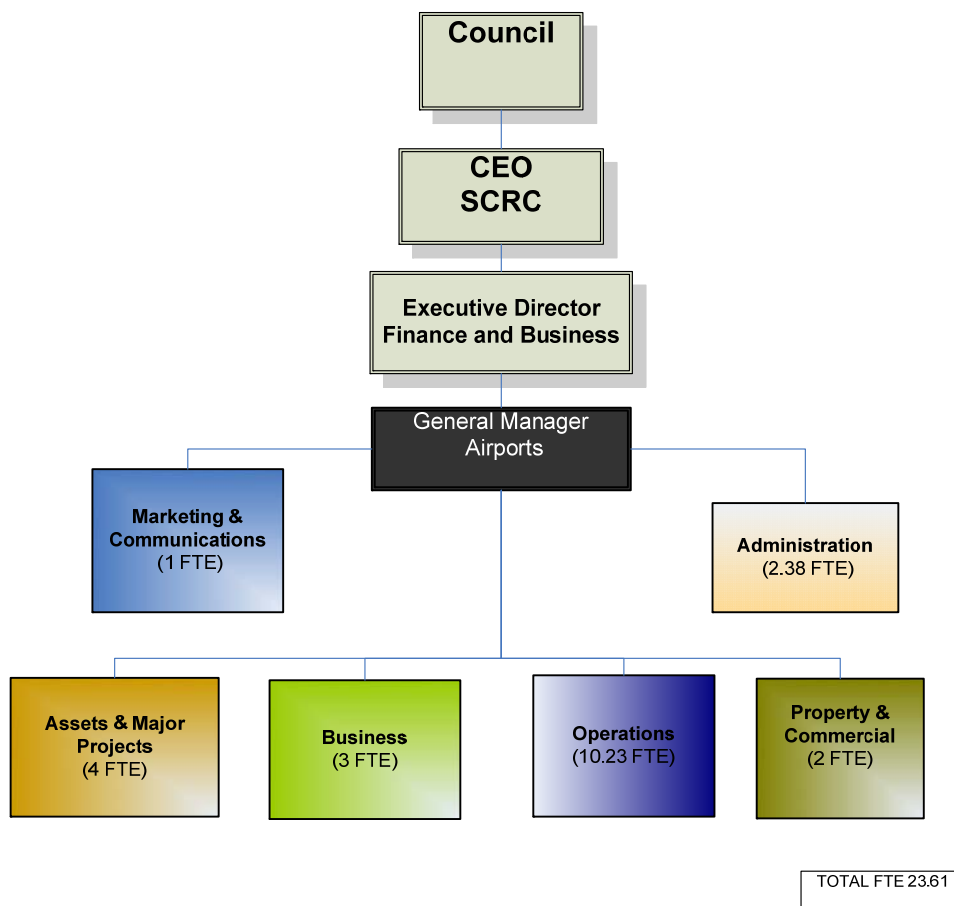 Council
CEO
SCRC
Executive Director
Finance and Business
General Manager
Airports
Marketing &
Communications
(1 FTE)
Administration
(2.38 FTE)
Assets & Major
Projects
(4 FTE)
Business
(3 FTE)
Operations
(10.23 FTE)
Property &
Commercial
(2 FTE)
TOTAL FTE 23.61